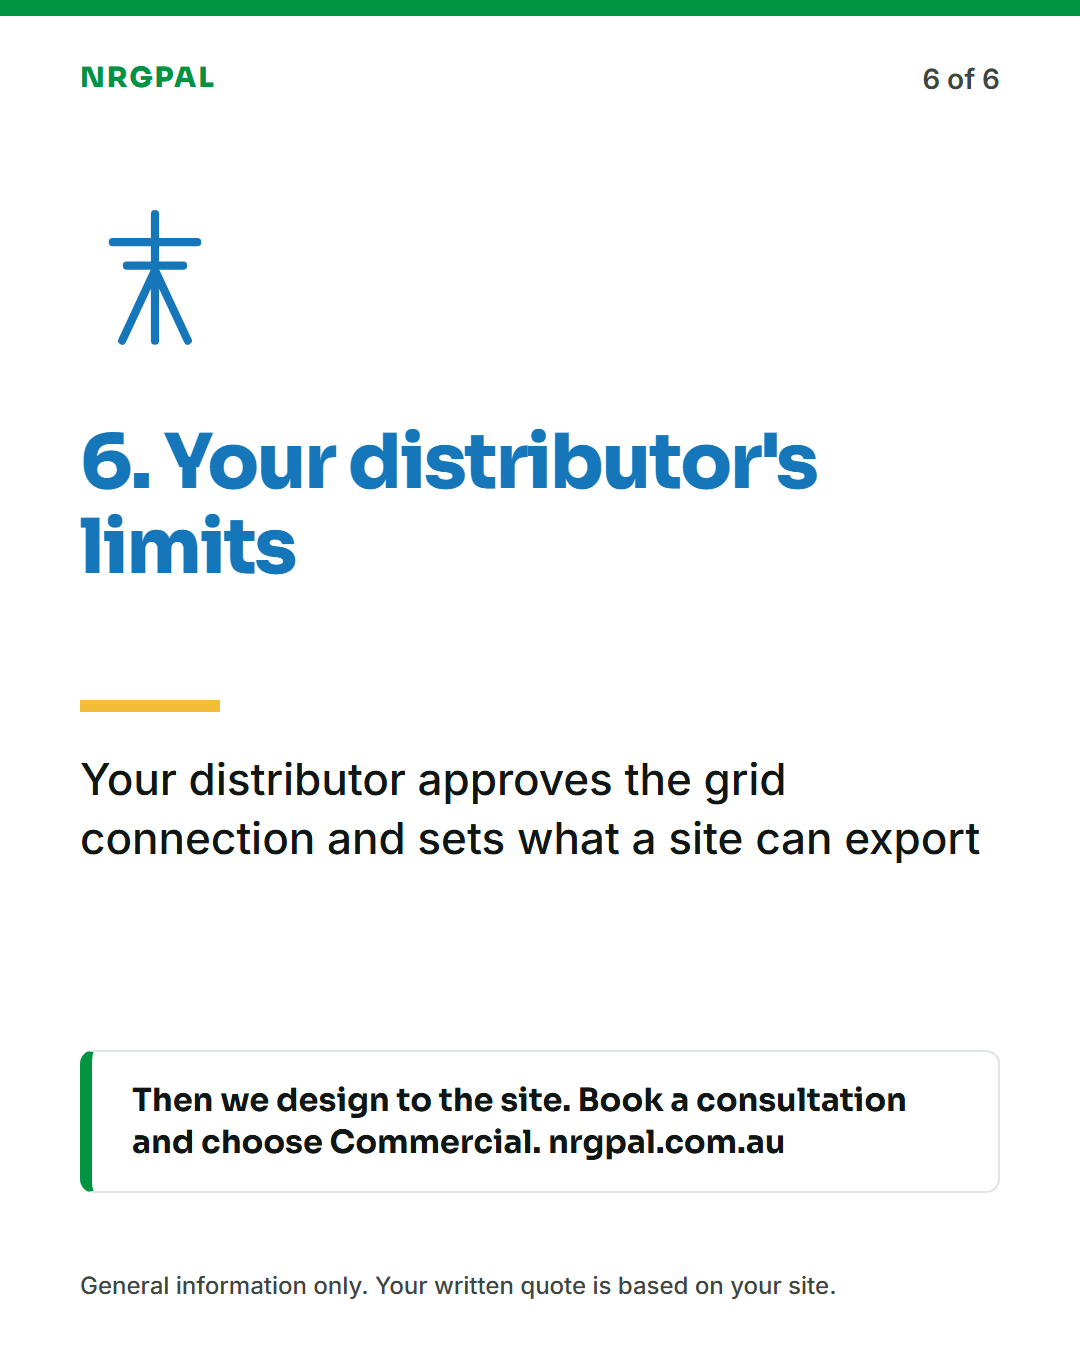 NRGPAL
6 of 6
6. Your distributor's
limits
Your distributor approves the grid
connection and sets what a site can export
Then we design to the site. Book a consultation
and choose Commercial. nrgpal.com.au
General information only. Your written quote is based on your site.